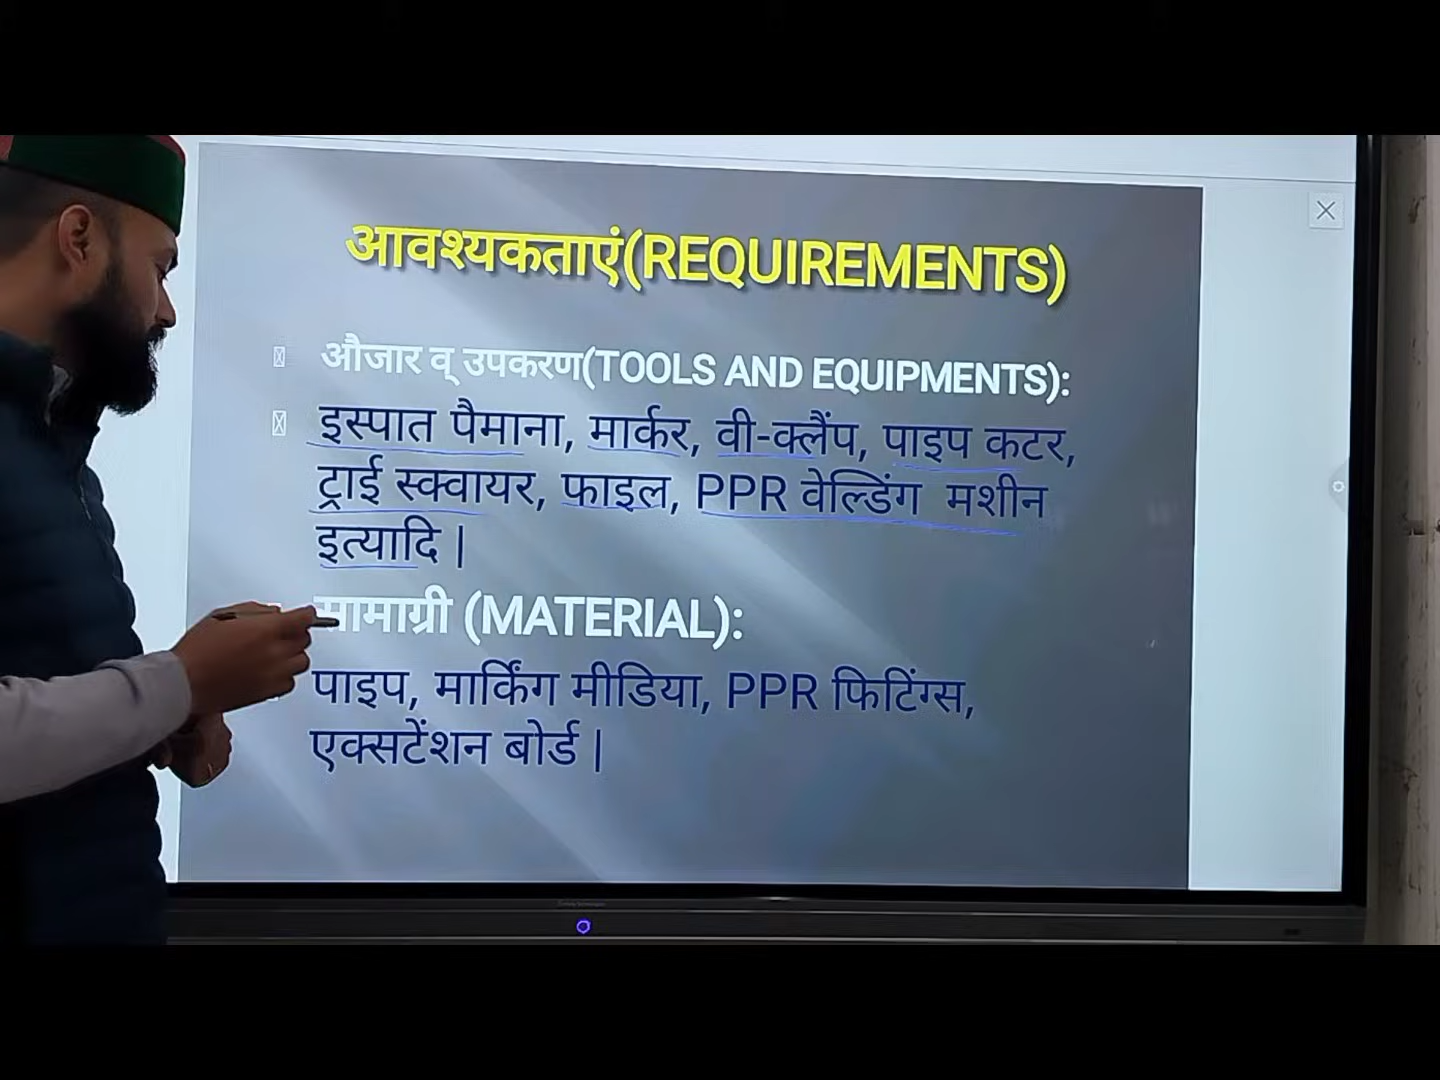 आवश्यकताएं(REQUIREMENTS)
औजार व् उपकरण(TOOLS AND EQUIPMENTS):
इस्पात पैमाना, मार्कर, वी-क्लैंप, पाइप कटर,
ट्राई स्क्वायर, फाइल, PPR वेल्डिंग मशीन
इत्यादि |
सामाग्री (MATERIAL):
पाइप, मार्किंग मीडिया, PPR फिटिंग्स,
एक्सटेंशन बोर्ड |